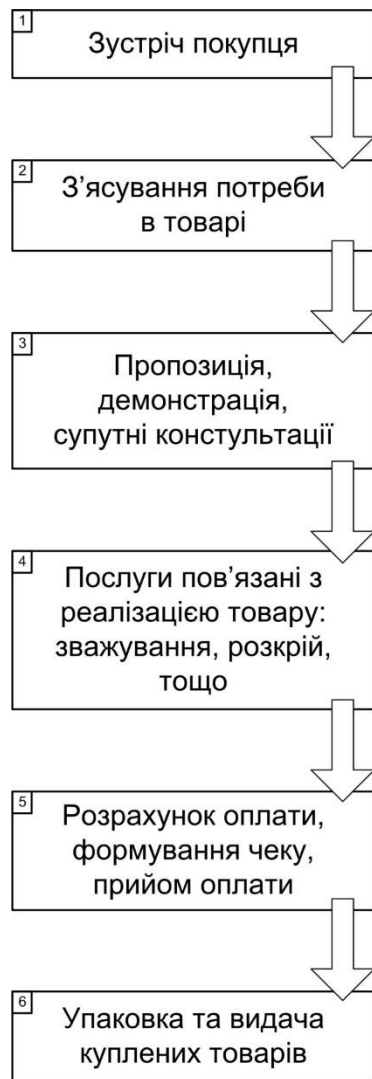 1
Зустріч покупця
2
З’ясування потреби
в товарі
3
Пропозиція,
демонстрація,
супутні констультації
4
Послуги пов’язані з
реалізацією товару:
зважування, розкрій,
тощо
5
Розрахунок оплати,
формування чеку,
прийом оплати
6
Упаковка та видача
куплених товарів